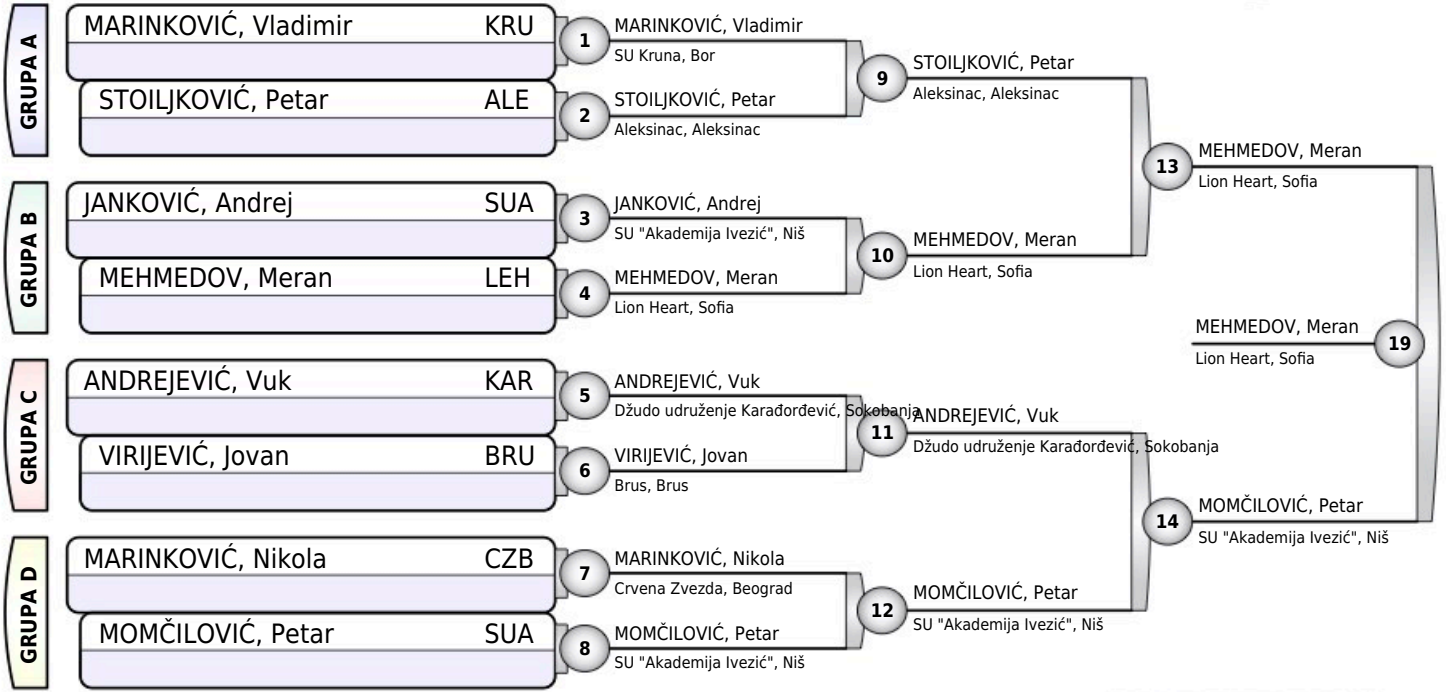 GRUPA A
MARINKOVIĆ, Vladimir KRU
STOILJKOVIĆ, Petar ALE
GRUPA B
JANKOVIĆ, Andrej SUA
MEHMEDOV, Meran LEH
GRUPA C
ANDREJEVIĆ, Vuk KAR
VIRIJEVIĆ, Jovan BRU
GRUPA D
MARINKOVIĆ, Nikola CZB
MOMČILOVIĆ, Petar SUA
1
MARINKOVIĆ, Vladimir
SU Kruna, Bor
2
STOILJKOVIĆ, Petar
Aleksinac, Aleksinac
3
JANKOVIĆ, Andrej
SU "Akademija Ivezić", Niš
4
MEHMEDOV, Meran
Lion Heart, Sofia
5
ANDREJEVIĆ, Vuk
Džudo udruženje Karađorđević, Sokobanja
6
VIRIJEVIĆ, Jovan
Brus, Brus
7
MARINKOVIĆ, Nikola
Crvena Zvezda, Beograd
8
MOMČILOVIĆ, Petar
SU "Akademija Ivezić", Niš
9
STOILJKOVIĆ, Petar
Aleksinac, Aleksinac
10
MEHMEDOV, Meran
Lion Heart, Sofia
11
ANDREJEVIĆ, Vuk
Džudo udruženje Karađorđević, Sokobanja
12
MOMČILOVIĆ, Petar
SU "Akademija Ivezić", Niš
13
MEHMEDOV, Meran
Lion Heart, Sofia
14
MOMČILOVIĆ, Petar
SU "Akademija Ivezić", Niš
MEHMEDOV, Meran
Lion Heart, Sofia
19